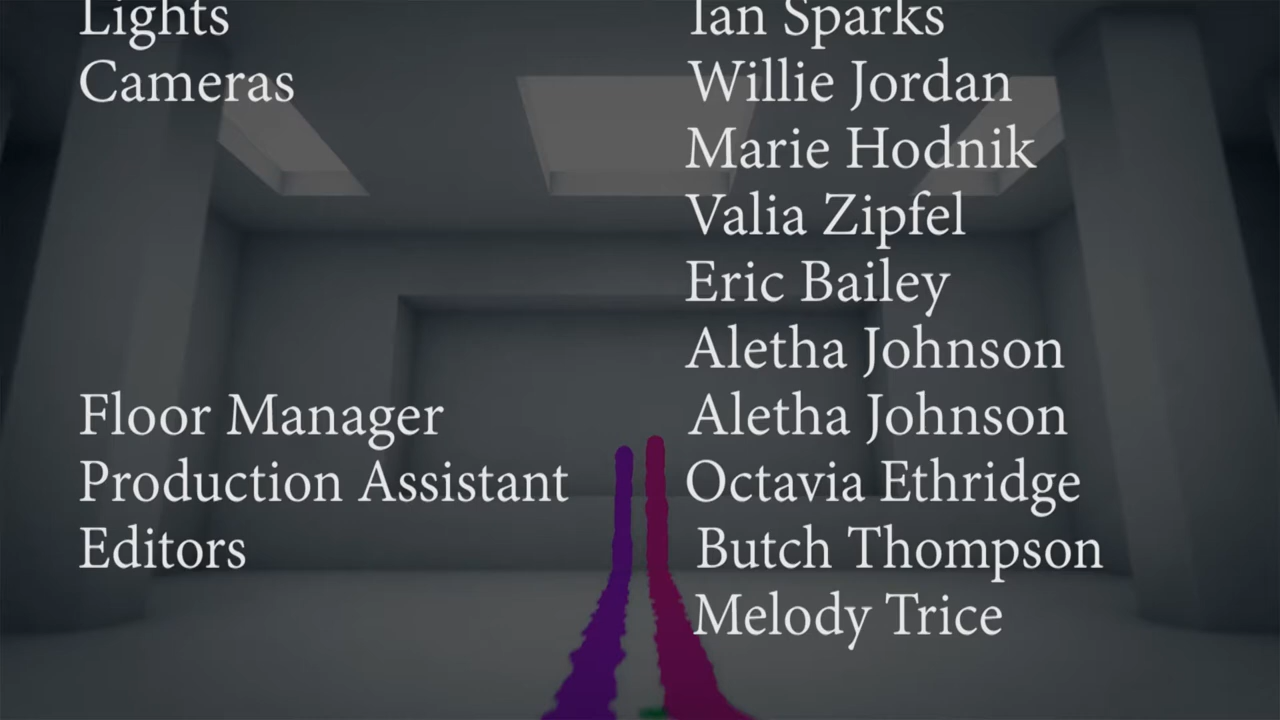 Lights Ian Sparks
Cameras Willie Jordan
Marie Hodnik
Valia Zipfel
Eric Bailey
Aletha Johnson
Floor Manager Aletha Johnson
Production Assistant Octavia Ethridge
Editors Butch Thompson
Melody Trice